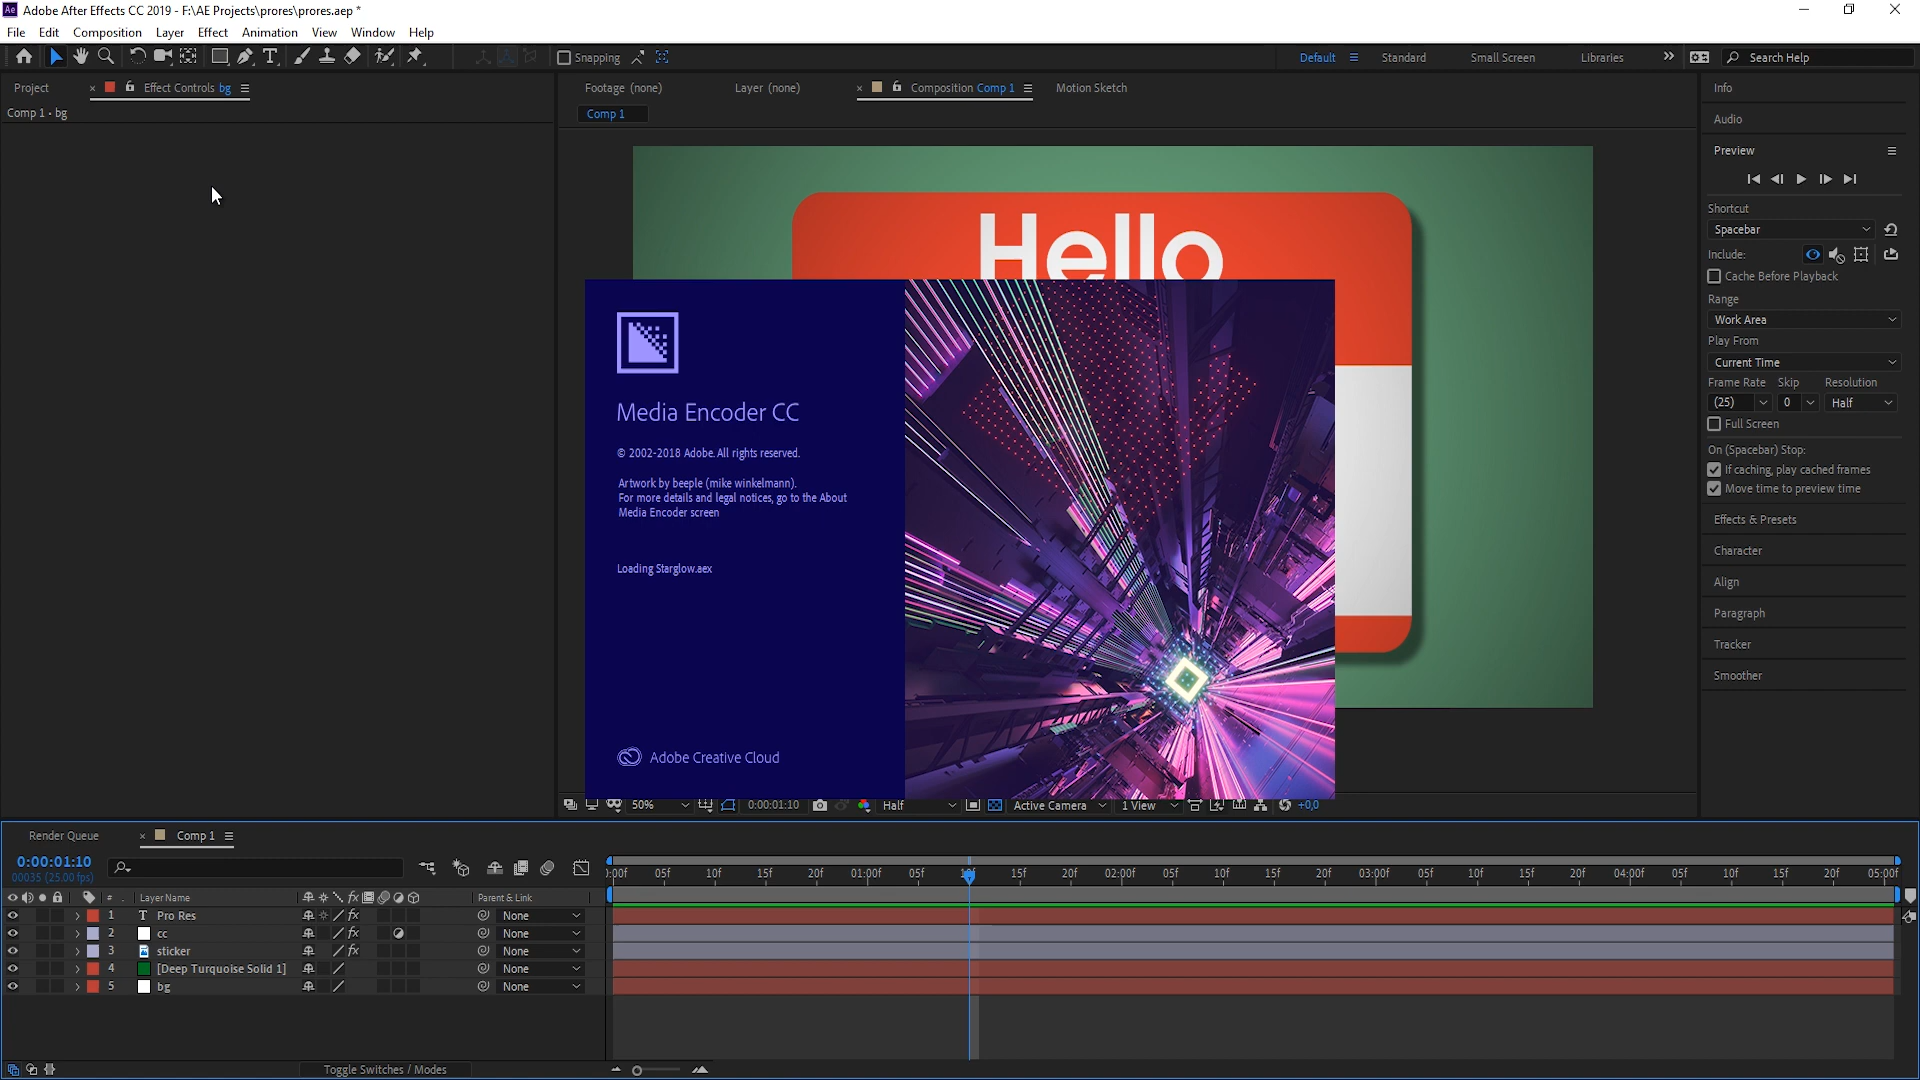 Ae Adobe After Effects CC 2019 - F:\AE Projects\prores\prores.aep *
File Edit Composition Layer Effect Animation View Window Help
Snapping
Default Standard Small Screen Libraries Search Help
Project Effect Controls bg
Comp 1 • bg
Footage (none) Layer (none) Composition Comp 1 Motion Sketch
Comp 1
Hello
Media Encoder CC
© 2002-2018 Adobe. All rights reserved.
Artwork by beeple (mike winkelmann).
For more details and legal notices, go to the About
Media Encoder screen
Loading Starglow.aex
Adobe Creative Cloud
50% 0:00:01:10 Half Active Camera 1 View +0,0
Info
Audio
Preview
Shortcut
Spacebar
Include:
Cache Before Playback
Range
Work Area
Play From
Current Time
Frame Rate Skip Resolution
(25) 0 Half
Full Screen
On (Spacebar) Stop:
If caching, play cached frames
Move time to preview time
Effects & Presets
Character
Align
Paragraph
Tracker
Smoother
Render Queue Comp 1
0:00:01:10
00035 (25.00 fps)
:00f 05f 10f 15f 20f 01:00f 05f 15f 20f 02:00f 05f 10f 15f 20f 03:00f 05f 10f 15f 20f 04:00f 05f 10f 15f 20f 05:00f
# Layer Name fx Parent & Link
1 T Pro Res fx None
2 cc fx None
3 sticker fx None
4 [Deep Turquoise Solid 1] None
5 bg None
Toggle Switches / Modes